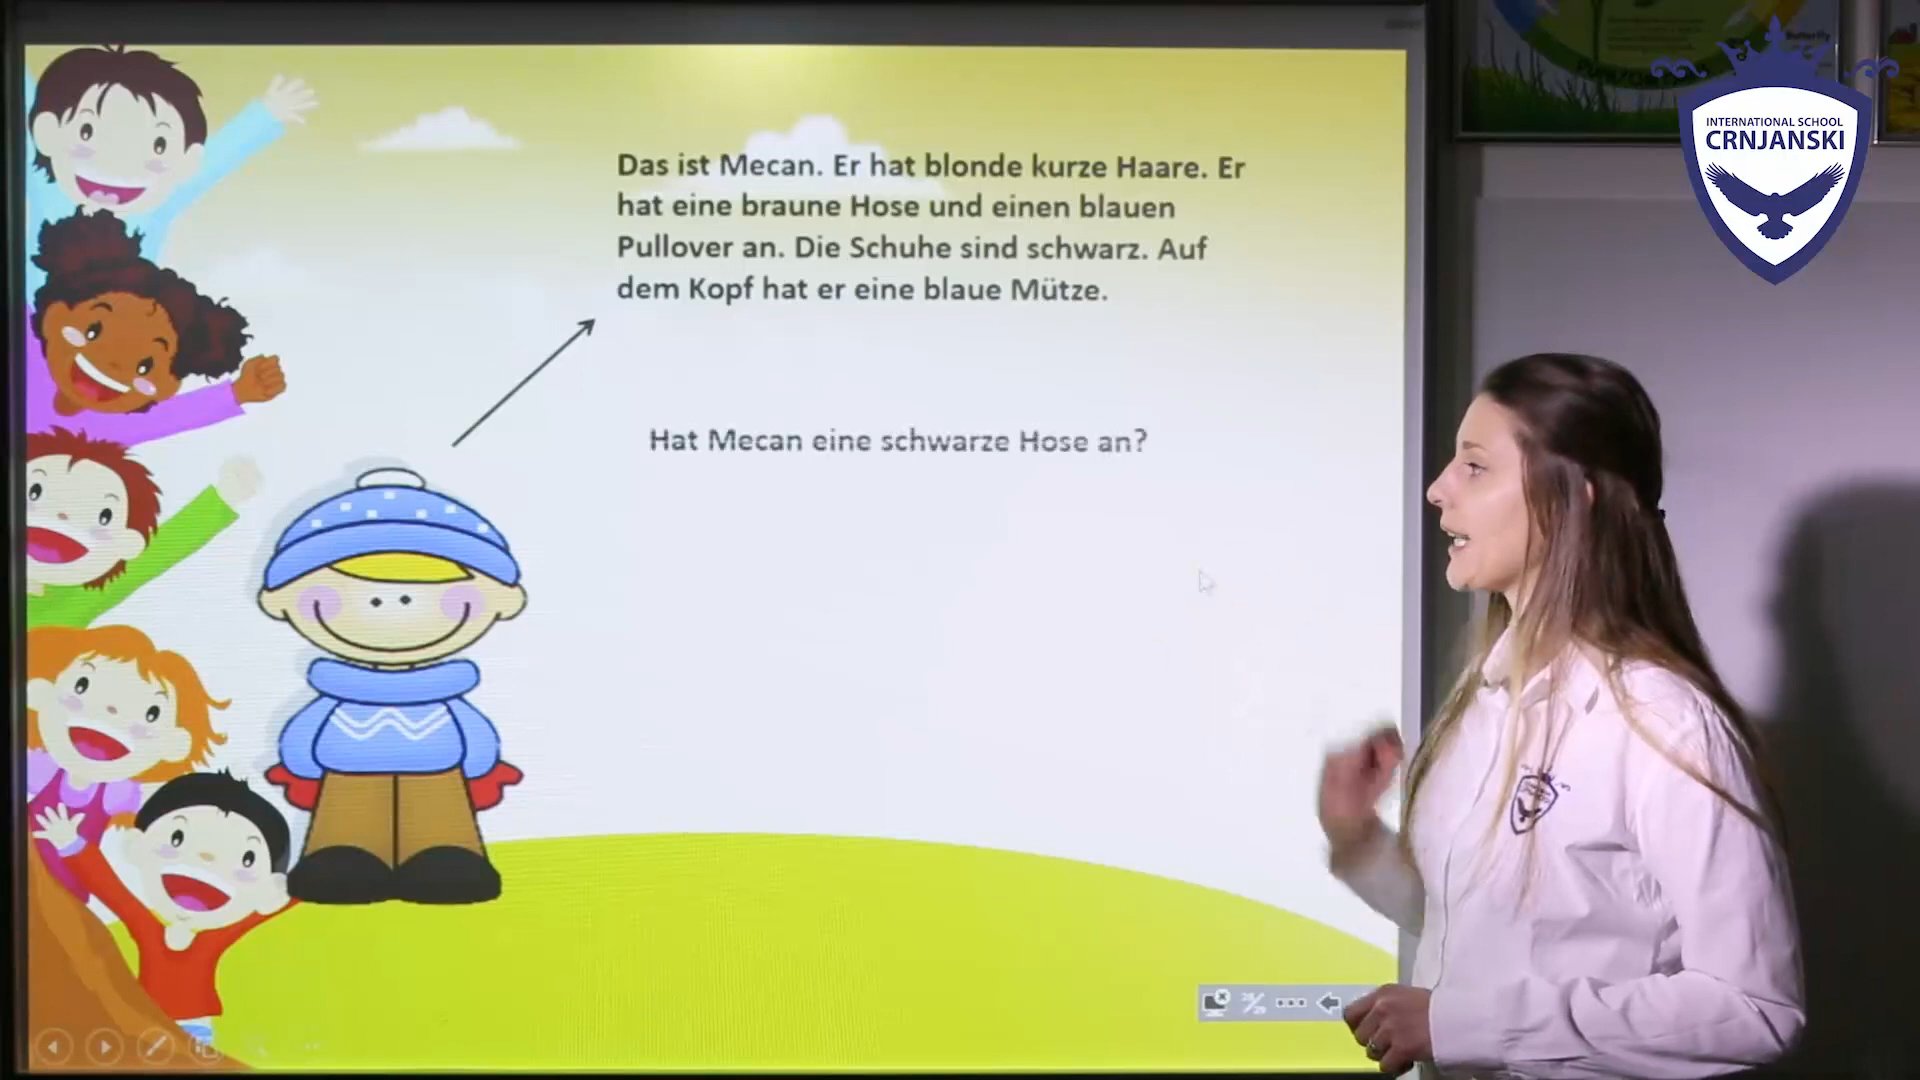 Das ist Mecan. Er hat blonde kurze Haare. Er
hat eine braune Hose und einen blauen
Pullover an. Die Schuhe sind schwarz. Auf
dem Kopf hat er eine blaue Mütze.
Hat Mecan eine schwarze Hose an?
INTERNATIONAL SCHOOL
CRNJANSKI
Butterfly